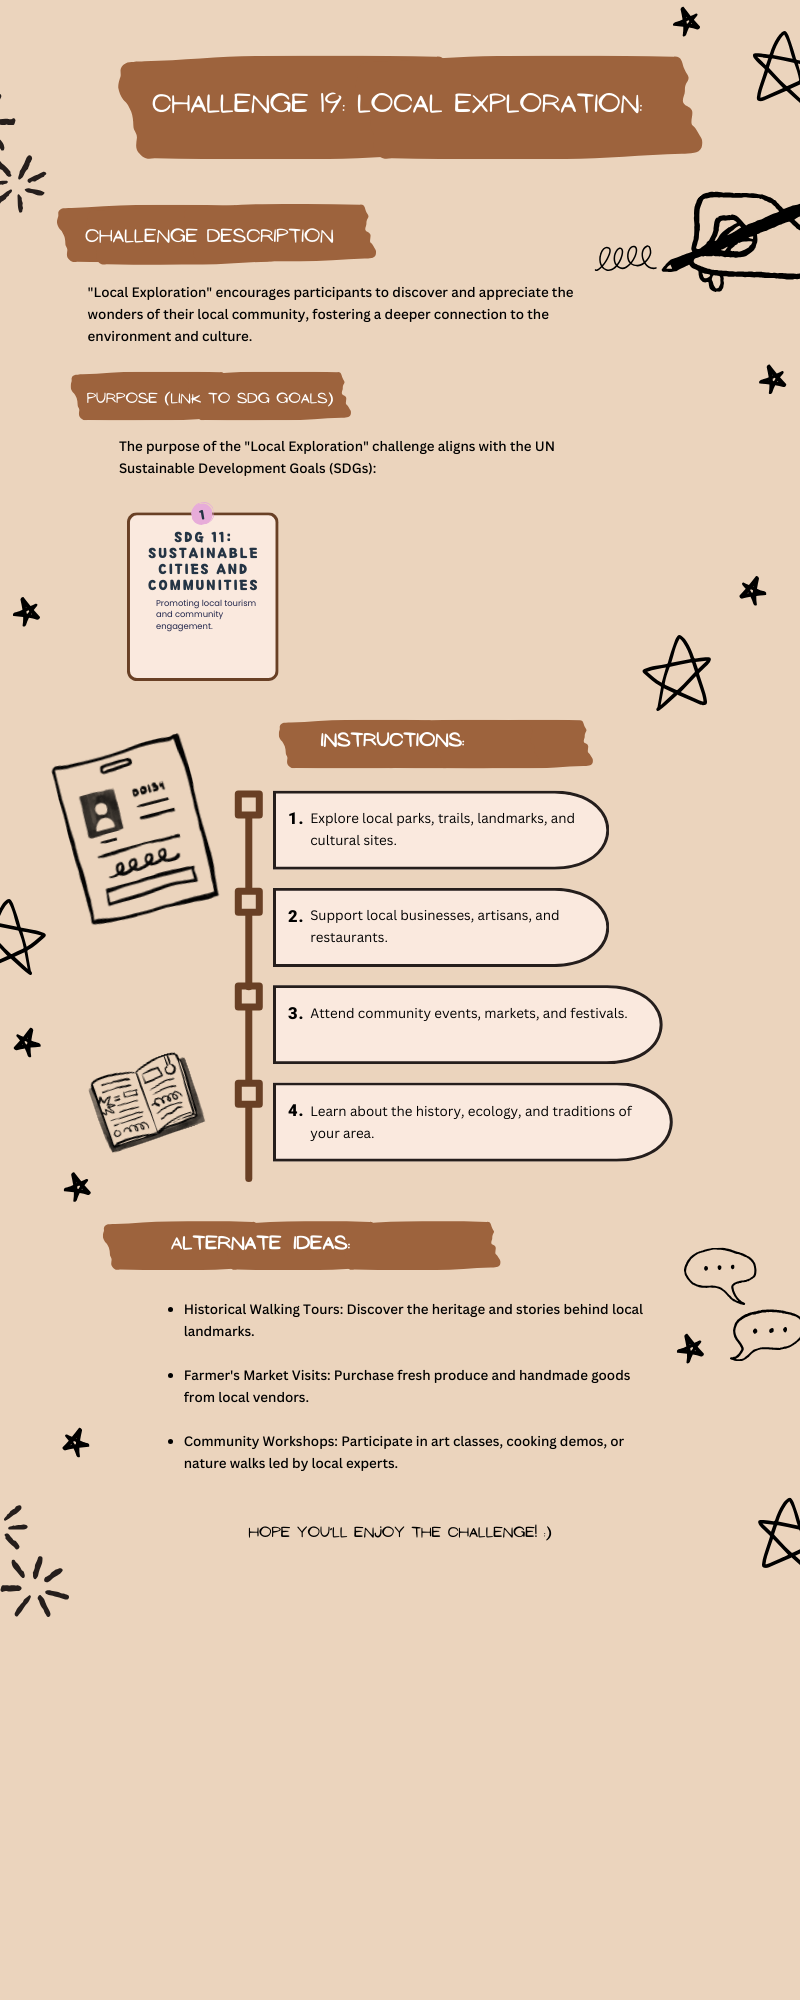 CHALLENGE 19: LOCAL EXPLORATION:
CHALLENGE DESCRIPTION
"Local Exploration" encourages participants to discover and appreciate the
wonders of their local community, fostering a deeper connection to the
environment and culture.
PURPOSE (LINK TO SDG GOALS)
The purpose of the "Local Exploration" challenge aligns with the UN
Sustainable Development Goals (SDGs):
1
SDG 11:
SUSTAINABLE
CITIES AND
COMMUNITIES
Promoting local tourism
and community
engagement.
INSTRUCTIONS:
1. Explore local parks, trails, landmarks, and
cultural sites.
2. Support local businesses, artisans, and
restaurants.
3. Attend community events, markets, and festivals.
4. Learn about the history, ecology, and traditions of
your area.
ALTERNATE IDEAS:
• Historical Walking Tours: Discover the heritage and stories behind local
landmarks.
• Farmer's Market Visits: Purchase fresh produce and handmade goods
from local vendors.
• Community Workshops: Participate in art classes, cooking demos, or
nature walks led by local experts.
HOPE YOU'LL ENJOY THE CHALLENGE! :)